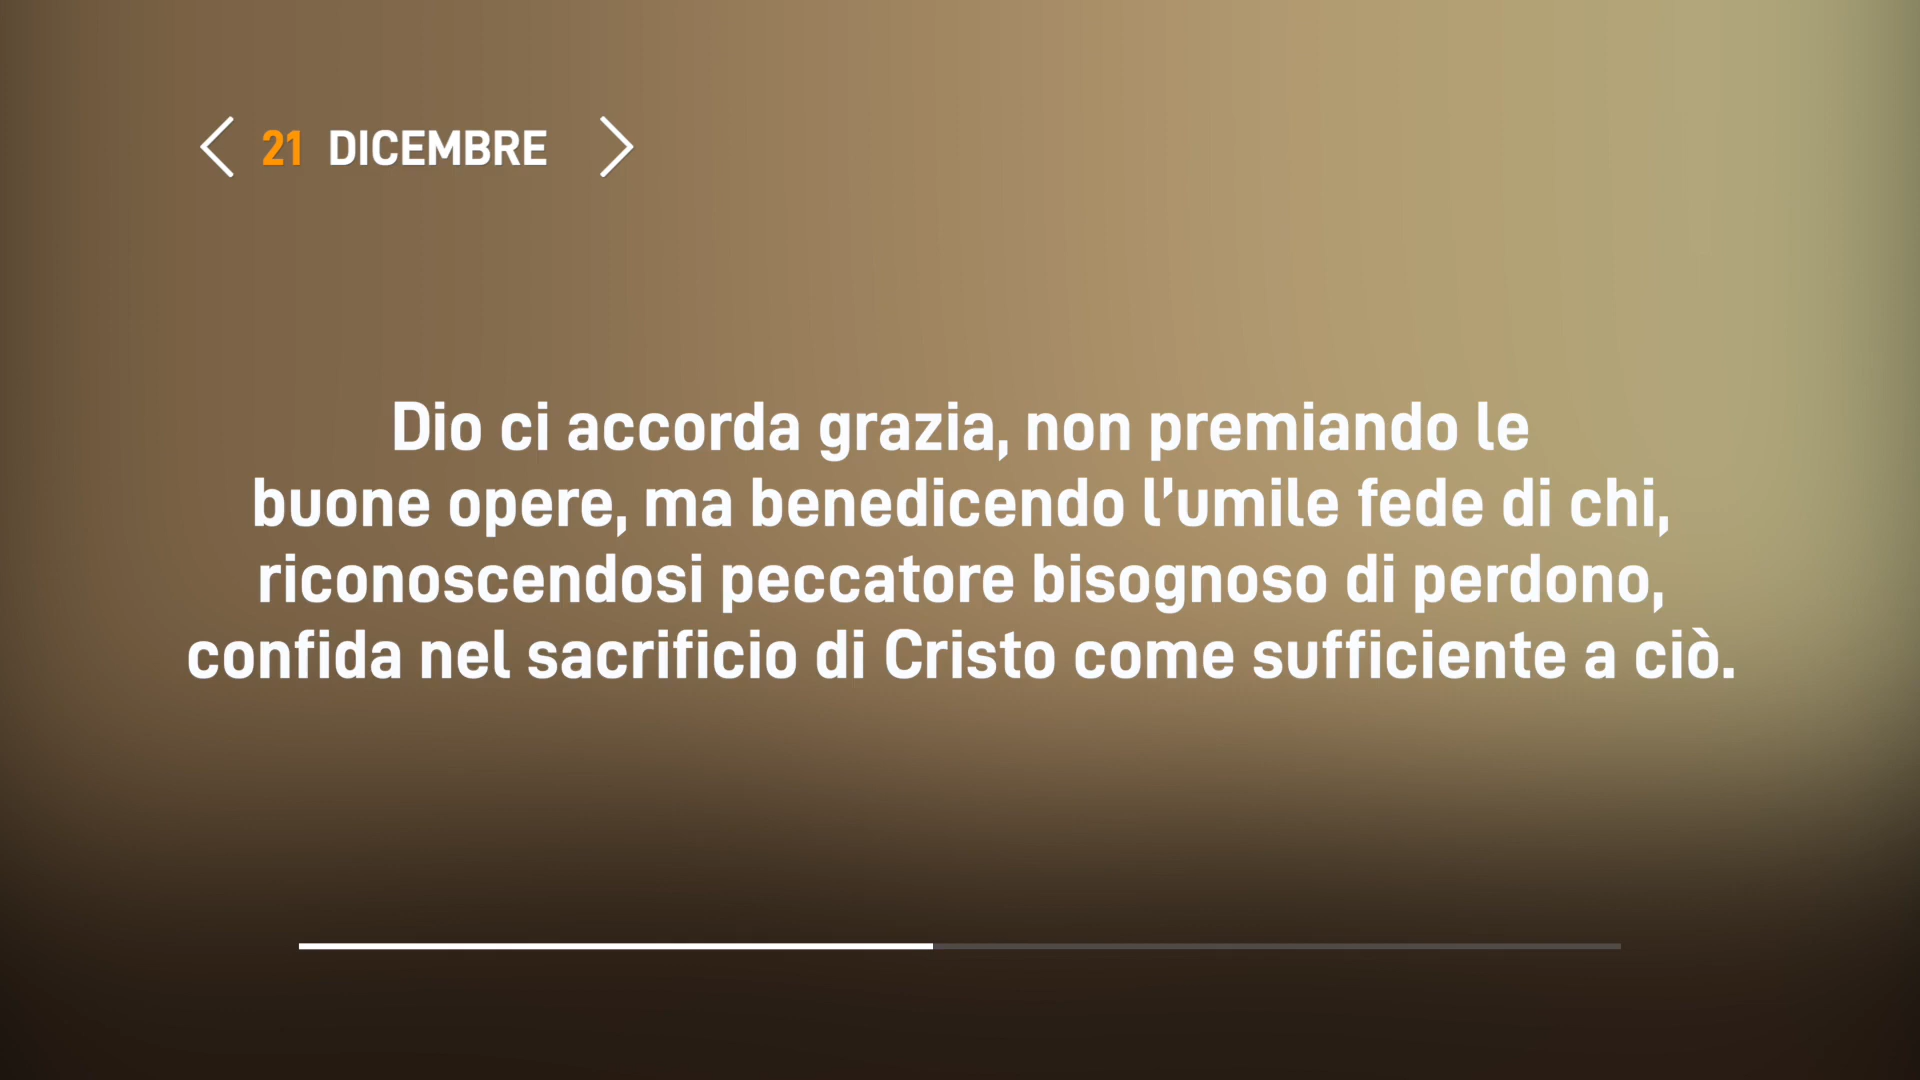 21 DICEMBRE
Dio ci accorda grazia, non premiando le
buone opere, ma benedicendo l’umile fede di chi,
riconoscendosi peccatore bisognoso di perdono,
confida nel sacrificio di Cristo come sufficiente a ciò.